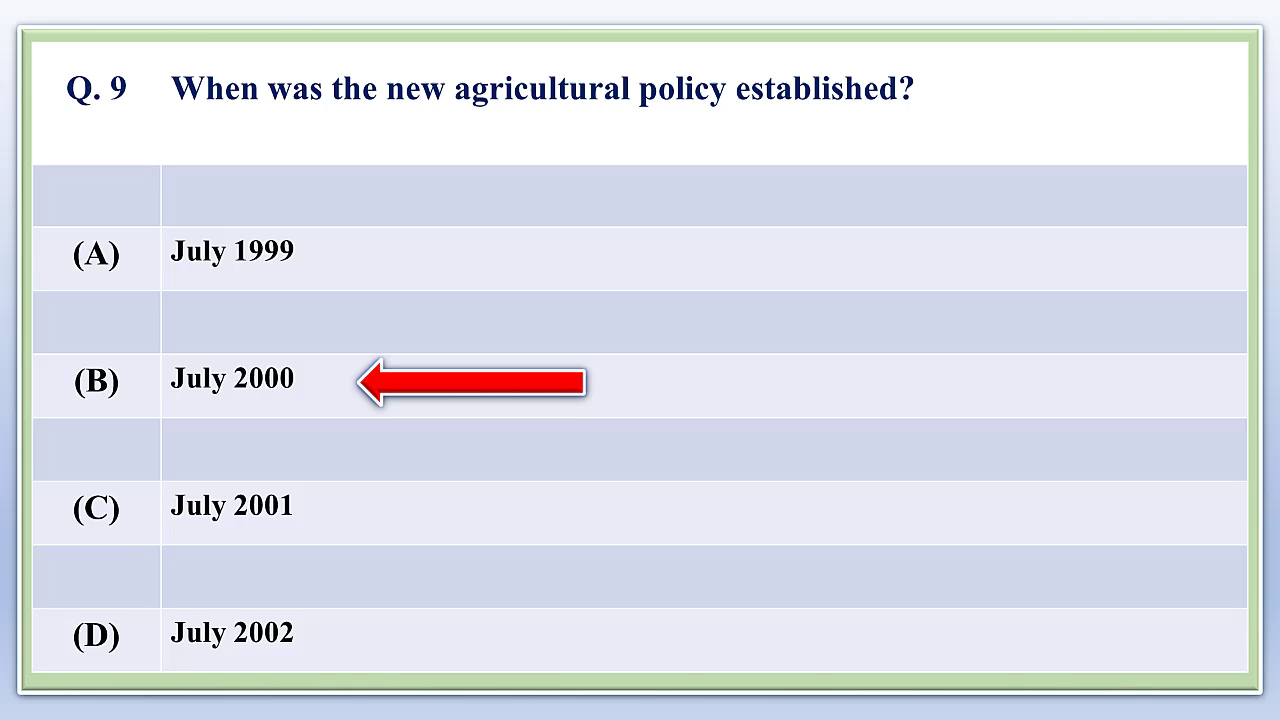 Q. 9 When was the new agricultural policy established?
(A) July 1999
(B) July 2000
(C) July 2001
(D) July 2002